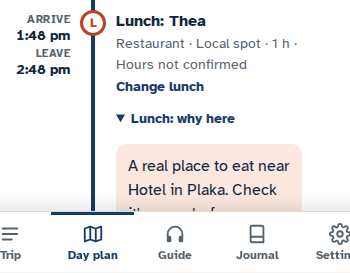 ARRIVE
1:48 pm
LEAVE
2:48 pm
L
Lunch: Thea
Restaurant · Local spot · 1 h ·
Hours not confirmed
Change lunch
▼ Lunch: why here
A real place to eat near
Hotel in Plaka. Check
Trip
Day plan
Guide
Journal
Settin